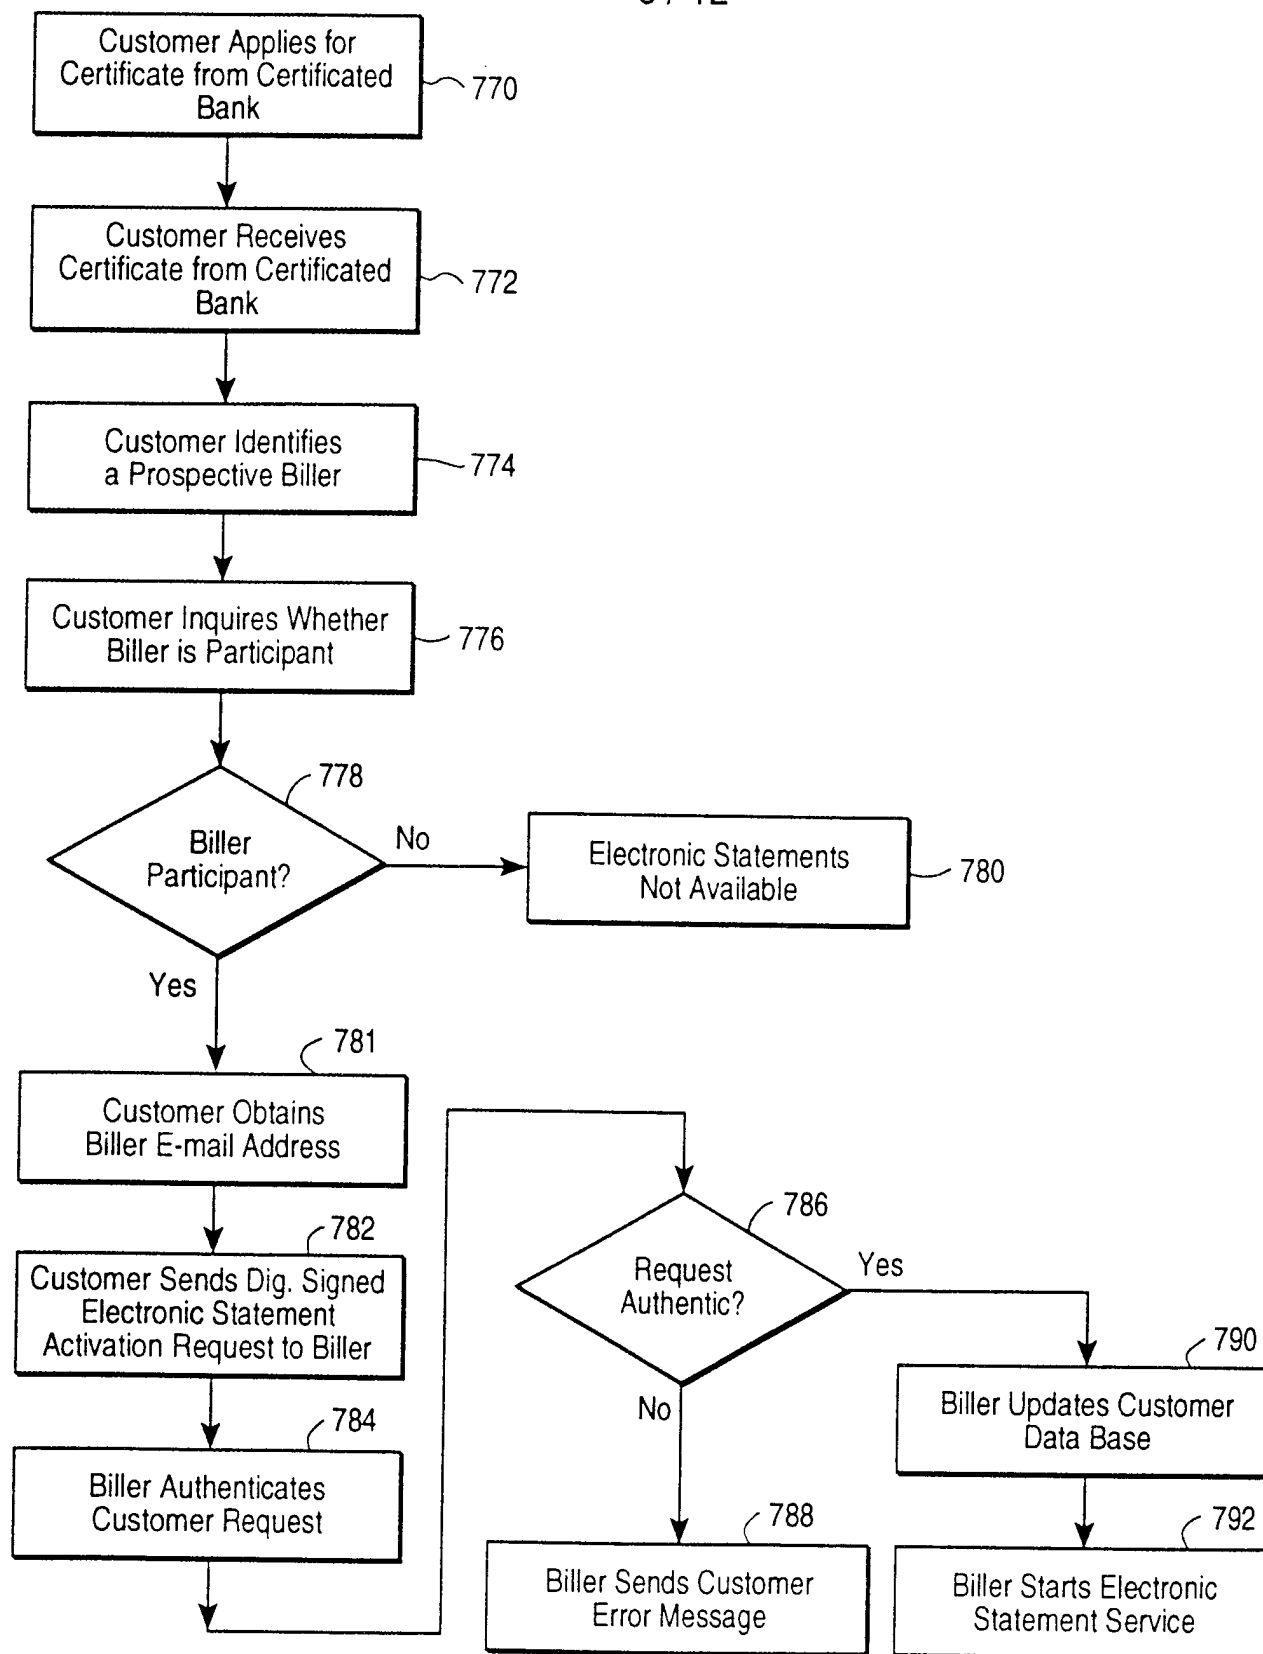 Customer Applies for
Certificate from Certificated
Bank
770
Customer Receives
Certificate from Certificated
Bank
772
Customer Identifies
a Prospective Biller
774
Customer Inquires Whether
Biller is Participant
776
778
Biller
Participant?
No
Electronic Statements
Not Available
780
Yes
781
Customer Obtains
Biller E-mail Address
782
Customer Sends Dig. Signed
Electronic Statement
Activation Request to Biller
784
Biller Authenticates
Customer Request
786
Request
Authentic?
Yes
No
788
Biller Sends Customer
Error Message
790
Biller Updates Customer
Data Base
792
Biller Starts Electronic
Statement Service